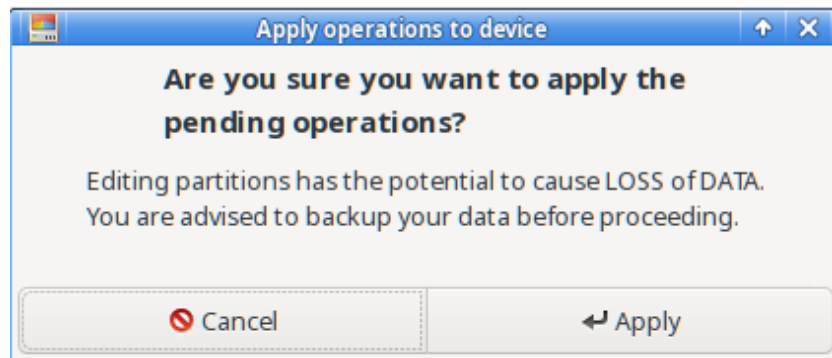 Apply operations to device
Are you sure you want to apply the
pending operations?
Editing partitions has the potential to cause LOSS of DATA.
You are advised to backup your data before proceeding.
Cancel
Apply